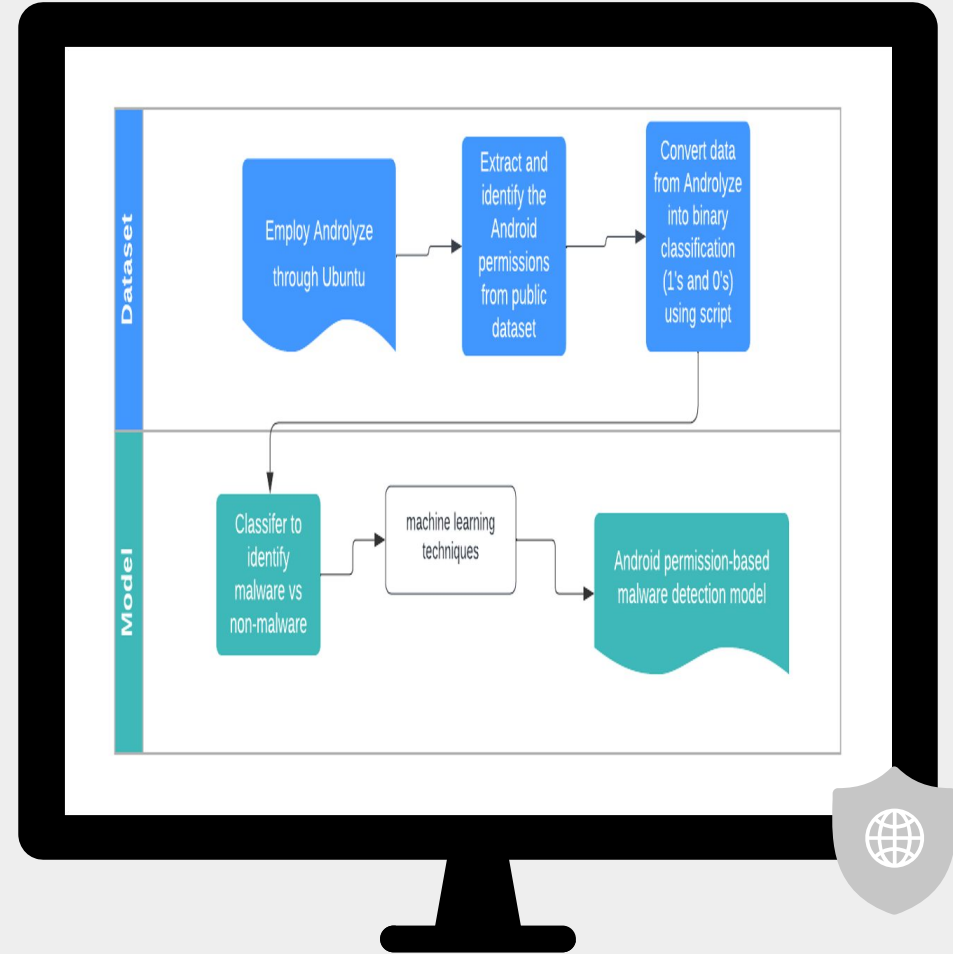 Dataset
Employ Androlyze
through Ubuntu
Extract and
identify the
Android
permissions
from public
dataset
Convert data
from Androlyze
into binary
classification
(1's and 0's)
using script
Model
Classifer to
identify
malware vs
non-malware
machine learning
techniques
Android permission-based
malware detection model